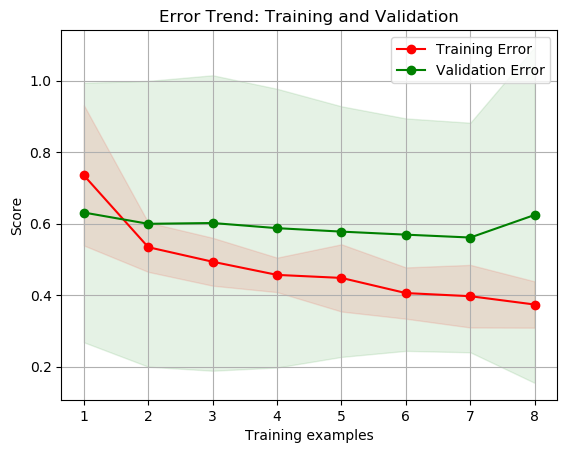 Error Trend: Training and Validation
Training Error
Validation Error
Score
1.0
0.8
0.6
0.4
0.2
1 2 3 4 5 6 7 8
Training examples